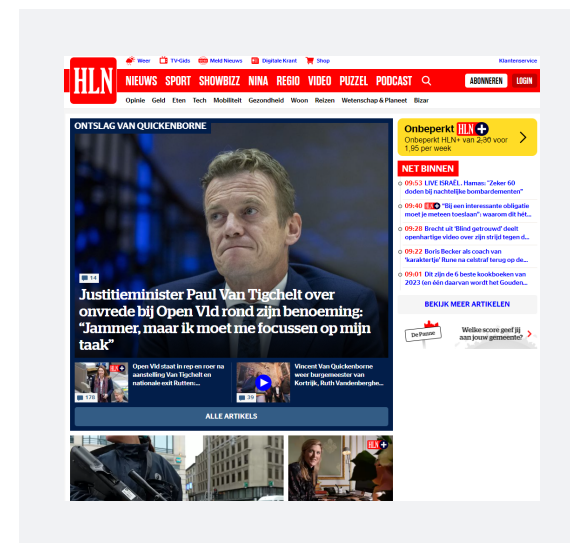 Weer TV-Gids Meld Nieuws Digitale Krant Shop Klantenservice
HLN NIEUWS SPORT SHOWBIZZ NINA REGIO VIDEO PUZZEL PODCAST ABONNEREN LOGIN
Opinie Geld Eten Tech Mobiliteit Gezondheid Woon Reizen Wetenschap & Planeet Bizar
ONTSLAG VAN QUICKENBORNE
14
Justitieminister Paul Van Tigchelt over
onvrede bij Open Vld rond zijn benoeming:
“Jammer, maar ik moet me focussen op mijn
taak”
HLN+
178
Open Vld staat in rep en roer na
aanstelling Van Tigchelt en
nationale exit Rutten:...
39
Vincent Van Quickenborne
weer burgemeester van
Kortrijk, Ruth Vandenberghe...
ALLE ARTIKELS
HLN+
Onbeperkt HLN+
Onbeperkt HLN+ van 2,30 voor
1,95 per week
NET BINNEN
09:53 LIVE ISRAËL. Hamas: “Zeker 60
doden bij nachtelijke bombardementen”
09:40 HLN+ “Bij een interessante obligatie
moet je meteen toeslaan”: waarom dit hét...
09:28 Brecht uit ‘Blind getrouwd’ deelt
openhartige video over zijn strijd tegen d...
09:22 Boris Becker als coach van
‘karaktertje’ Rune na celstraf terug op de...
09:01 Dit zijn de 6 beste kookboeken van
2023 (en één daarvan wordt het Gouden...
BEKIJK MEER ARTIKELEN
De Panne
Welke score geef jij
aan jouw gemeente?